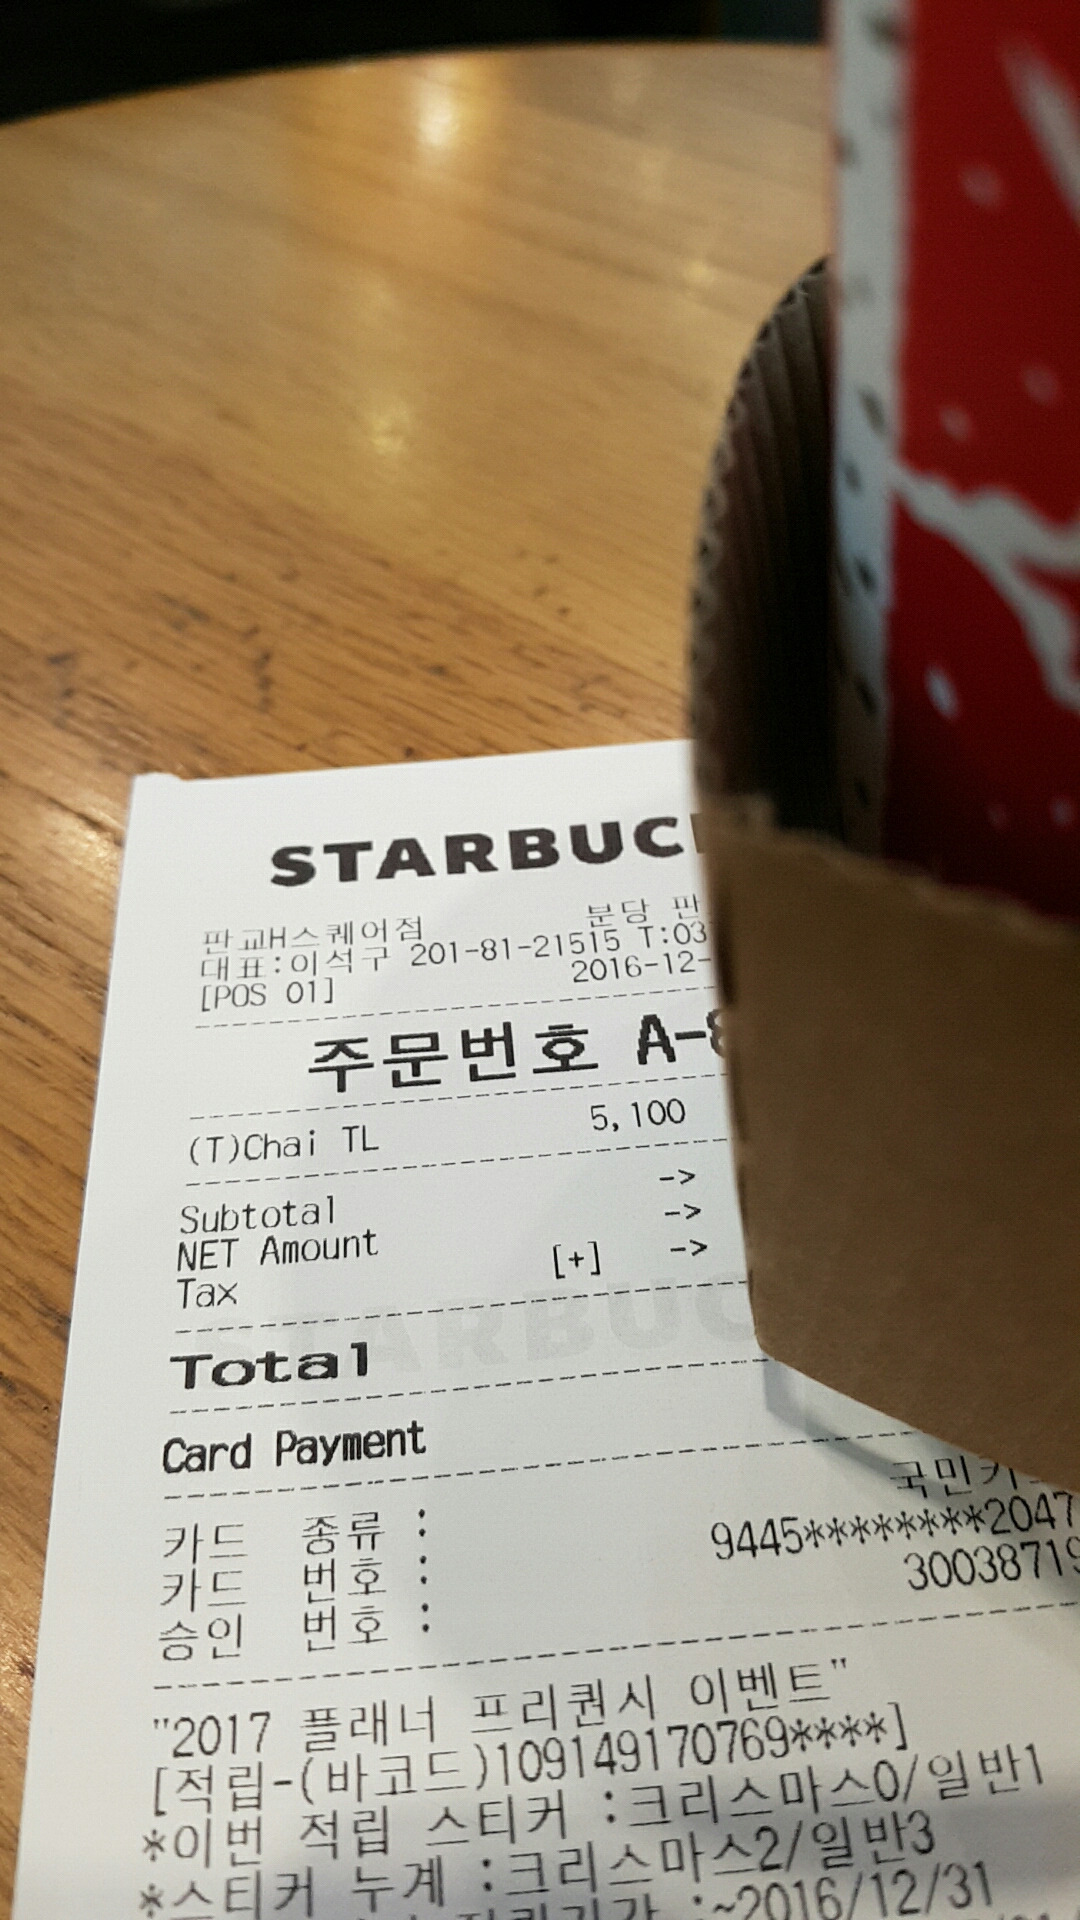 STARBUC
판교H스퀘어점 분당 판
대표:이석구 201-81-21515 T:03
[POS 01] 2016-12-
주문번호 A-8
(T)Chai TL 5,100
Subtotal ->
NET Amount ->
Tax [+] ->
Total
Card Payment
카드 종류 : 국민카
카드 번호 : 9445********2047
승인 번호 : 30038719
"2017 플래너 프리퀀시 이벤트"
[적립-(바코드)109149170769****]
*이번 적립 스티커 :크리스마스0/일반1
*스티커 누계 :크리스마스2/일반3
:~2016/12/31